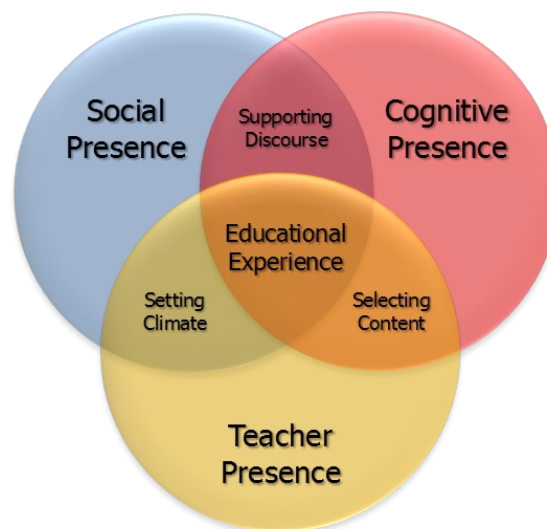 Social
Presence
Supporting
Discourse
Cognitive
Presence
Educational
Experience
Setting
Climate
Selecting
Content
Teacher
Presence